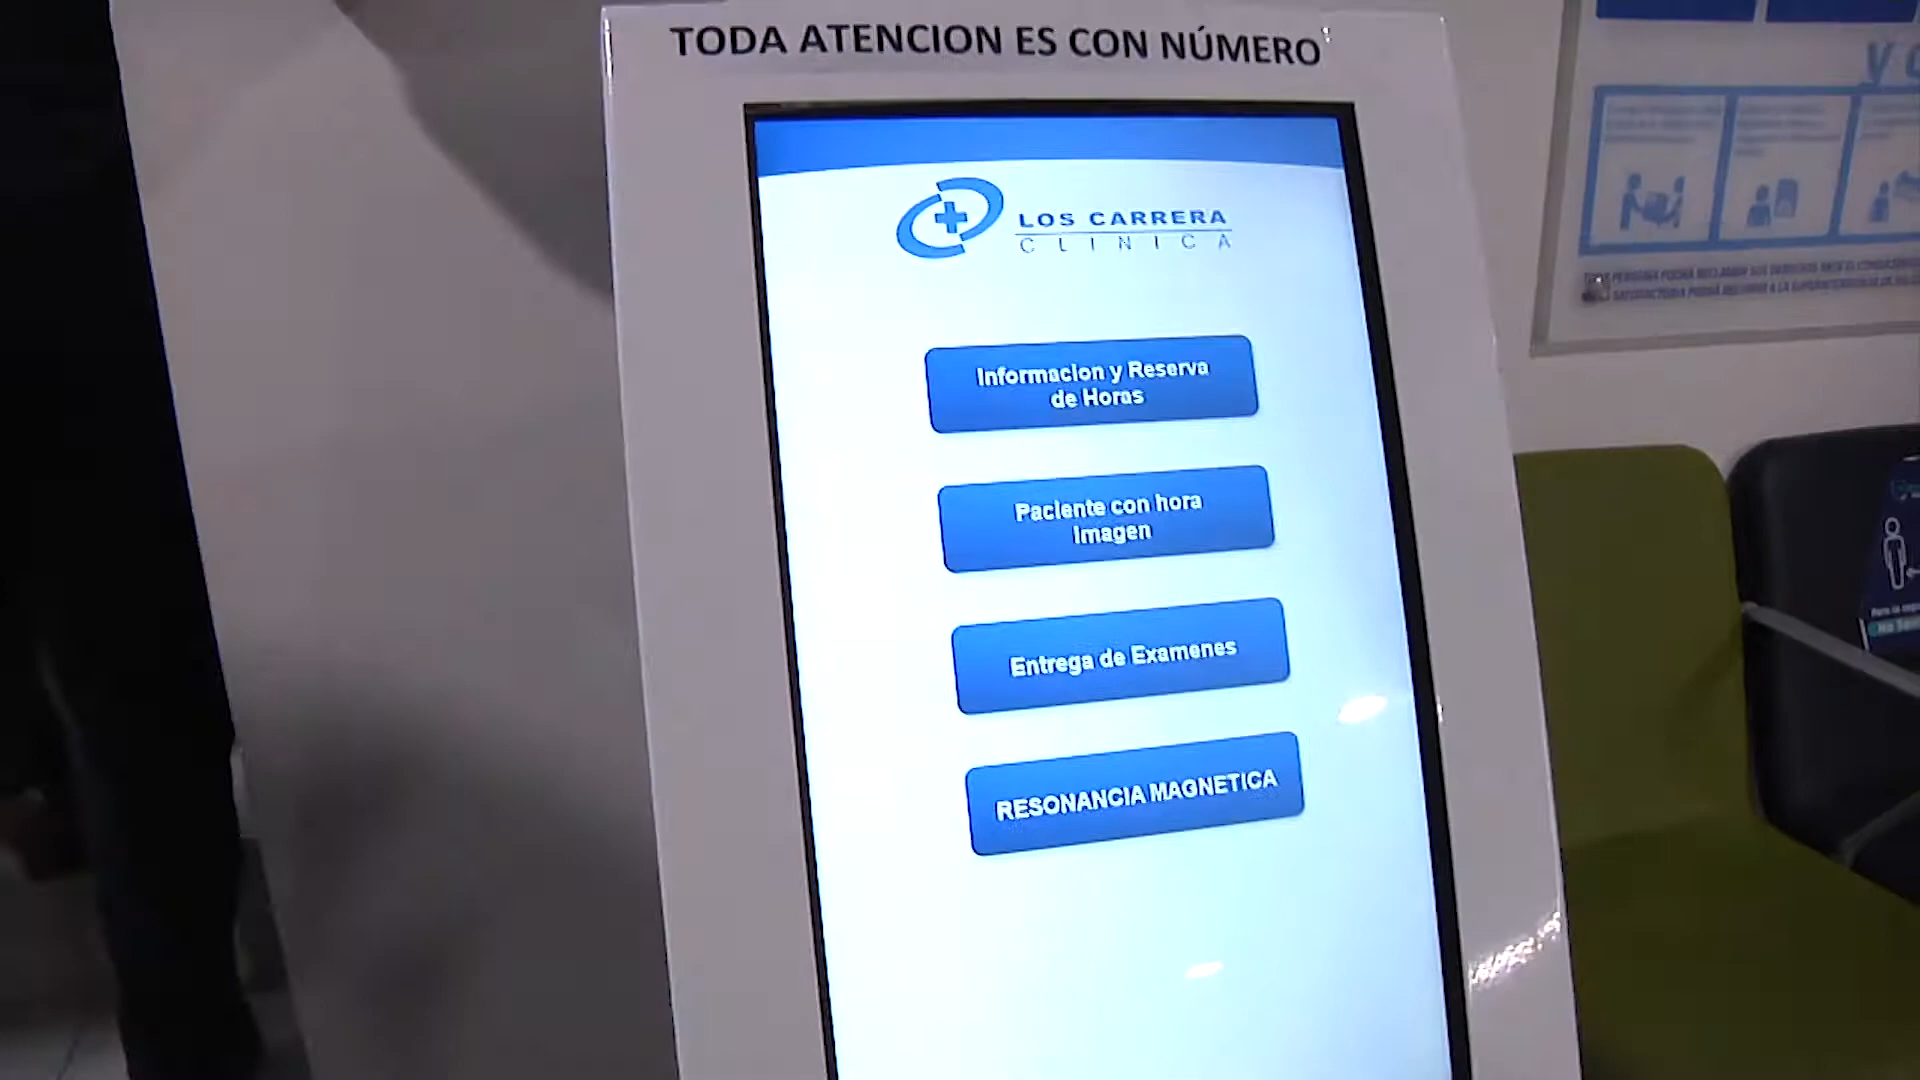 TODA ATENCION ES CON NÚMERO
LOS CARRERA
CLINICA
Informacion y Reserva
de Horas
Paciente con hora
Imagen
Entrega de Examenes
RESONANCIA MAGNETICA
y